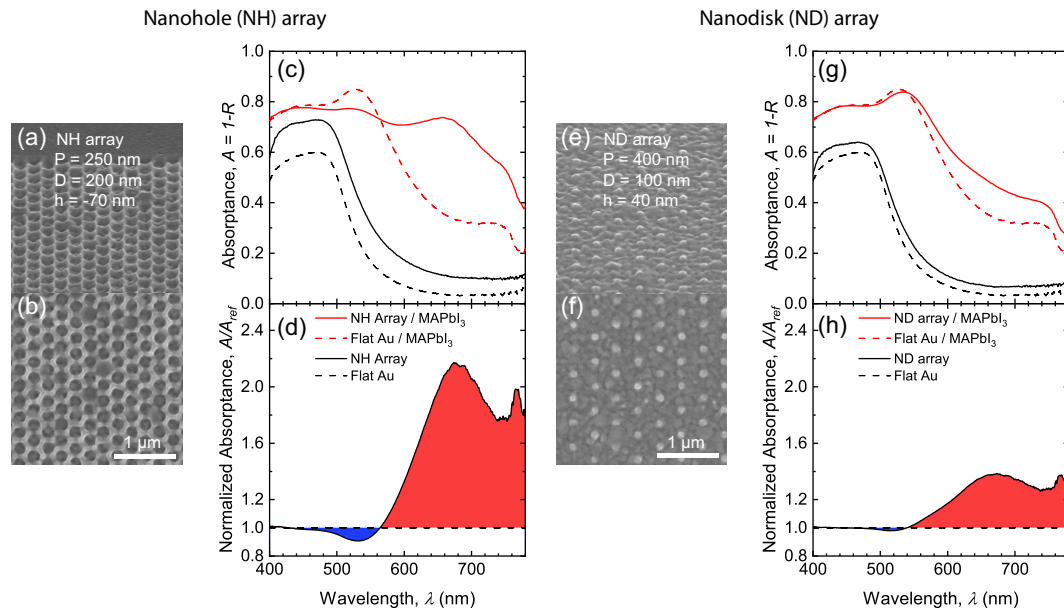 Nanohole (NH) array
Nanodisk (ND) array
(a)
NH array
P = 250 nm
D = 200 nm
h = -70 nm
(b)
1 µm
(c)
1.0
0.8
0.6
0.4
0.2
0.0
Absorptance, A = 1-R
(d)
NH Array / MAPbI3
Flat Au / MAPbI3
NH Array
Flat Au
2.4
2.0
1.6
1.2
1.0
0.8
Normalized Absorptance, A/Aref
400 500 600 700
Wavelength, λ (nm)
(e)
ND array
P = 400 nm
D = 100 nm
h = 40 nm
(f)
1 µm
(g)
1.0
0.8
0.6
0.4
0.2
0.0
Absorptance, A = 1-R
(h)
ND array / MAPbI3
Flat Au / MAPbI3
ND array
Flat Au
2.4
2.0
1.6
1.2
1.0
0.8
Normalized Absorptance, A/Aref
400 500 600 700
Wavelength, λ (nm)